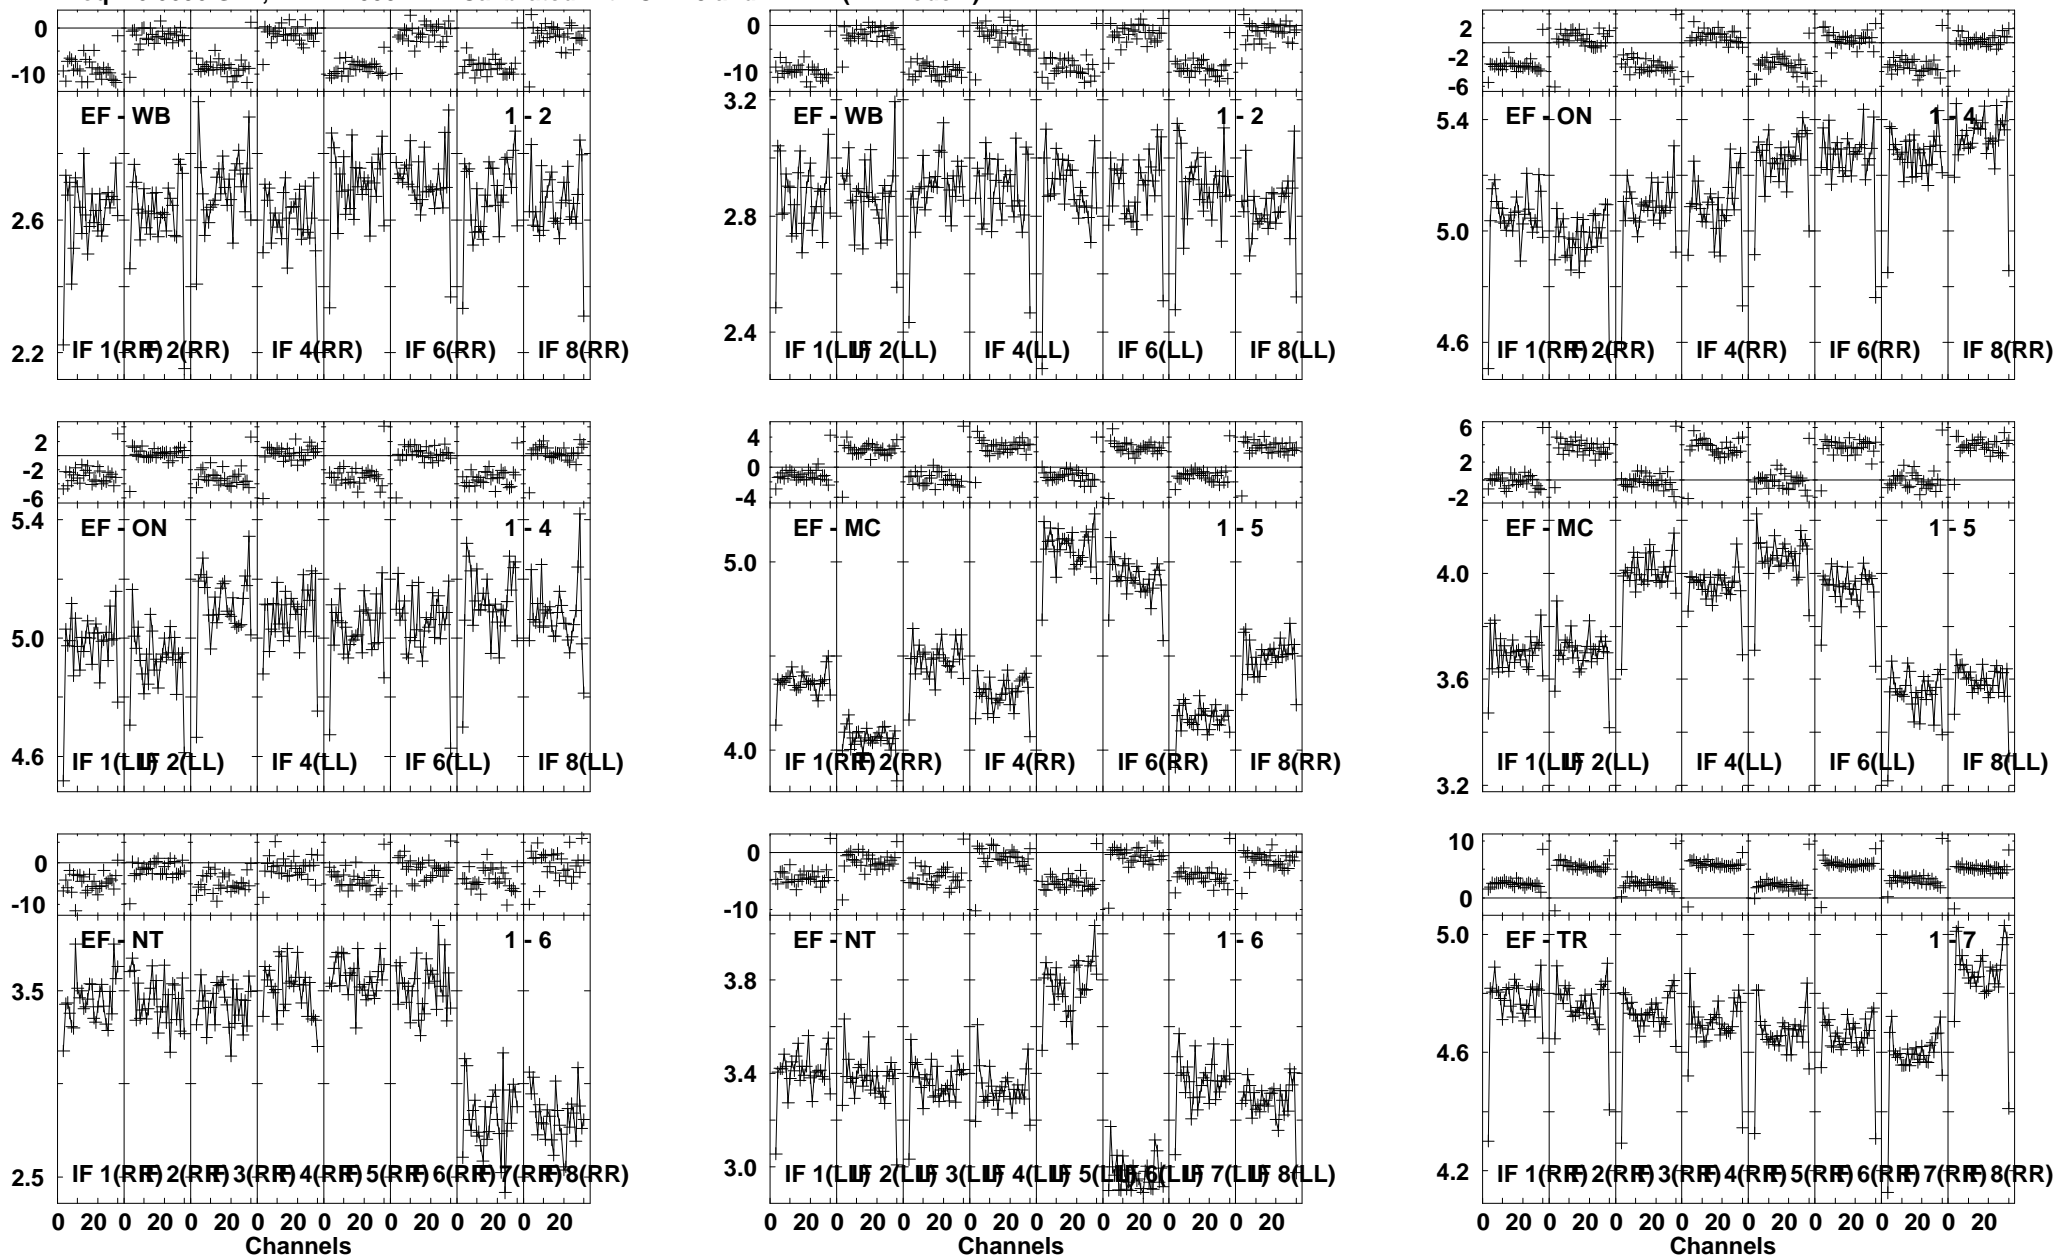 0
-10
EF - WB
1 - 2
2.6
2.2
IF 1(RR)
IF 2(RR)
IF 4(RR)
IF 6(RR)
IF 8(RR)
0
-10
3.2
EF - WB
1 - 2
2.8
2.4
IF 1(LL)
IF 2(LL)
IF 4(LL)
IF 6(LL)
IF 8(LL)
2
-2
-6
5.4
EF - ON
1 - 4
5.0
4.6
IF 1(RR)
IF 2(RR)
IF 4(RR)
IF 6(RR)
IF 8(RR)
2
-2
-6
5.4
EF - ON
1 - 4
5.0
4.6
IF 1(LL)
IF 2(LL)
IF 4(LL)
IF 6(LL)
IF 8(LL)
4
0
-4
EF - MC
1 - 5
5.0
4.0
IF 1(RR)
IF 2(RR)
IF 4(RR)
IF 6(RR)
IF 8(RR)
6
2
-2
EF - MC
1 - 5
4.0
3.6
3.2
IF 1(LL)
IF 2(LL)
IF 4(LL)
IF 6(LL)
IF 8(LL)
0
-10
EF - NT
1 - 6
3.5
2.5
IF 1(RR)
IF 2(RR)
IF 3(RR)
IF 4(RR)
IF 5(RR)
IF 6(RR)
IF 7(RR)
IF 8(RR)
0 20 0 20 0 20 0 20 0 20 0 20 0 20 0 20
Channels
0
-10
EF - NT
1 - 6
3.8
3.4
3.0
IF 1(LL)
IF 2(LL)
IF 3(LL)
IF 4(LL)
IF 5(LL)
IF 6(LL)
IF 7(LL)
IF 8(LL)
0 20 0 20 0 20 0 20 0 20 0 20 0 20 0 20
Channels
10
0
5.0
EF - TR
1 - 7
4.6
4.2
IF 1(RR)
IF 2(RR)
IF 3(RR)
IF 4(RR)
IF 5(RR)
IF 6(RR)
IF 7(RR)
IF 8(RR)
0 20 0 20 0 20 0 20 0 20 0 20 0 20 0 20
Channels